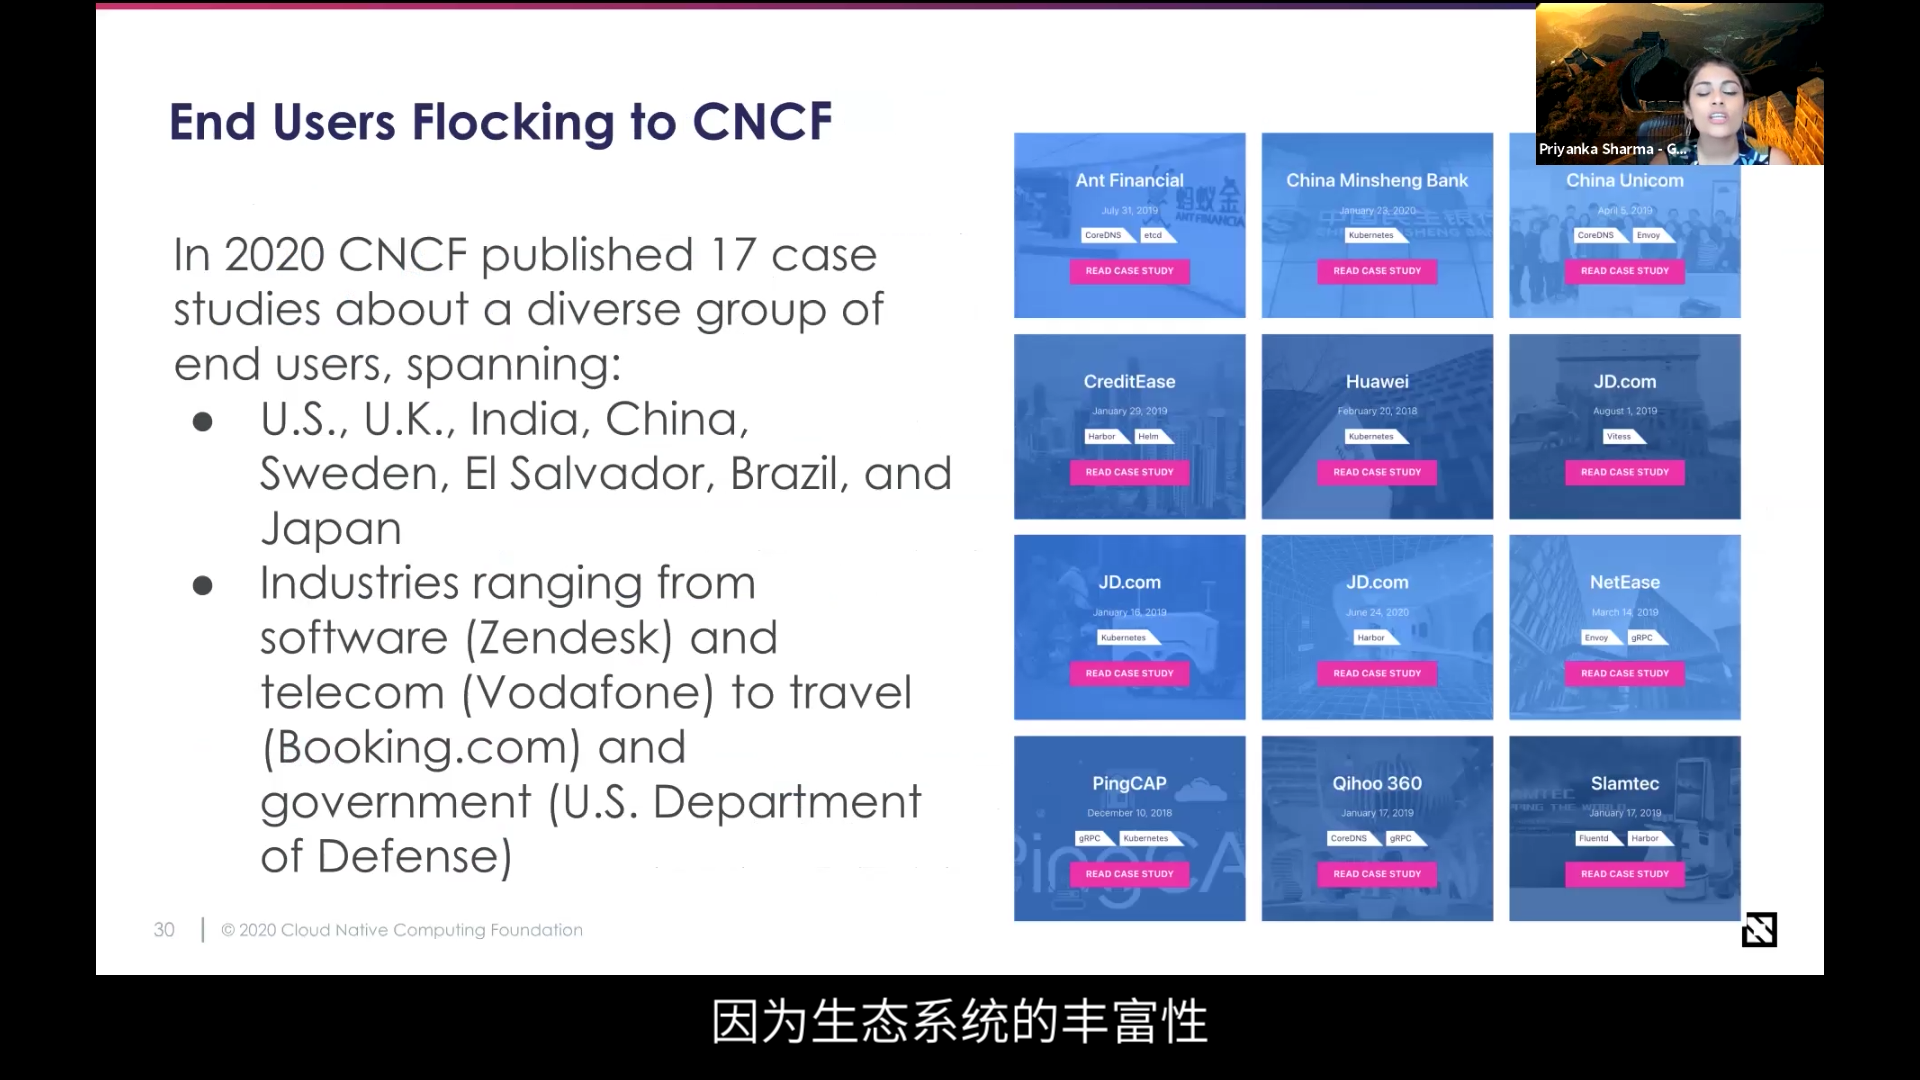 End Users Flocking to CNCF
In 2020 CNCF published 17 case
studies about a diverse group of
end users, spanning:
● U.S., U.K., India, China,
Sweden, El Salvador, Brazil, and
Japan
● Industries ranging from
software (Zendesk) and
telecom (Vodafone) to travel
(Booking.com) and
government (U.S. Department
of Defense)
Priyanka Sharma - G...
Ant Financial
July 31, 2019
CoreDNS etcd
READ CASE STUDY
China Minsheng Bank
January 23, 2020
Kubernetes
READ CASE STUDY
China Unicom
April 5, 2019
CoreDNS Envoy
READ CASE STUDY
CreditEase
January 29, 2019
Harbor Helm
READ CASE STUDY
Huawei
February 20, 2018
Kubernetes
READ CASE STUDY
JD.com
August 1, 2019
Vitess
READ CASE STUDY
JD.com
January 16, 2019
Kubernetes
READ CASE STUDY
JD.com
June 24, 2020
Harbor
READ CASE STUDY
NetEase
March 14, 2019
Envoy gRPC
READ CASE STUDY
PingCAP
December 10, 2018
gRPC Kubernetes
READ CASE STUDY
Qihoo 360
January 17, 2019
CoreDNS gRPC
READ CASE STUDY
Slamtec
January 17, 2019
Fluentd Harbor
READ CASE STUDY
30 | © 2020 Cloud Native Computing Foundation
因为生态系统的丰富性